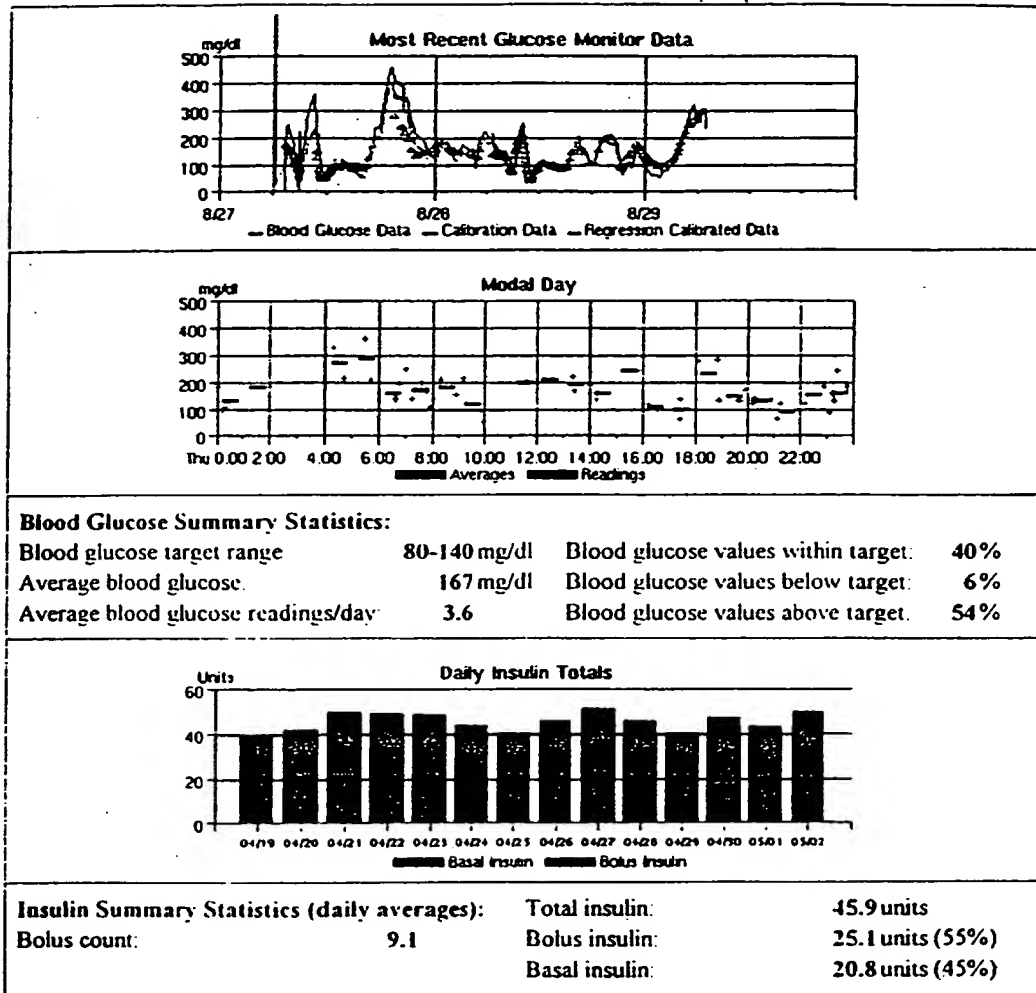 Most Recent Glucose Monitor Data
mg/dl
500
400
300
200
100
0
8/27 8/28 8/29
Blood Glucose Data Calibration Data Regression Calibrated Data
Modal Day
mg/dl
500
400
300
200
100
0
Thu 0:00 2:00 4:00 6:00 7:00 8:00 10:00 12:00 14:00 16:00 18:00 20:00 22:00
Averages Readings
Blood Glucose Summary Statistics:
Blood glucose target range 80-140 mg/dl Blood glucose values within target: 40%
Average blood glucose. 167 mg/dl Blood glucose values below target: 6%
Average blood glucose readings/day: 3.6 Blood glucose values above target. 54%
Daily Insulin Totals
Units
60
40
20
0
04/19 04/20 04/21 04/22 04/23 04/24 04/25 04/26 04/27 04/28 04/29 04/30 05/01 05/02
Basal Insulin Bolus Insulin
Insulin Summary Statistics (daily averages): Total insulin: 45.9 units
Bolus count: 9.1 Bolus insulin: 25.1 units (55%)
Basal insulin: 20.8 units (45%)